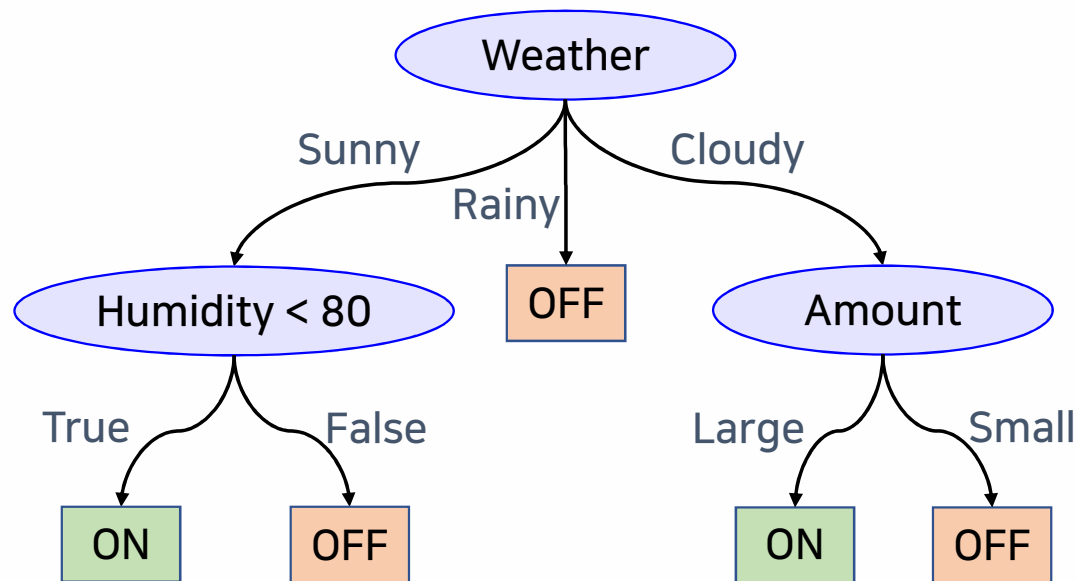 Weather
Sunny
Cloudy
Rainy
Humidity < 80
OFF
Amount
True
False
Large
Small
ON
OFF
ON
OFF